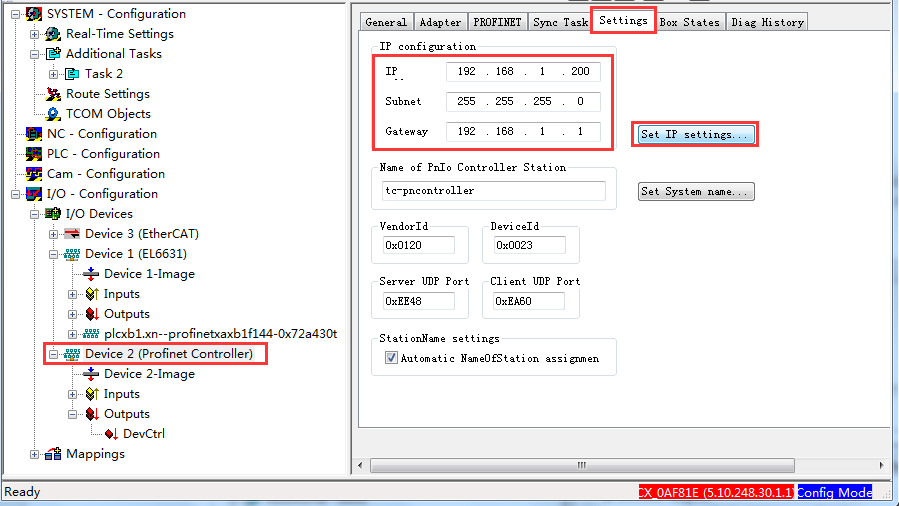 SYSTEM - Configuration
Real-Time Settings
Additional Tasks
Task 2
Route Settings
TCOM Objects
NC - Configuration
PLC - Configuration
Cam - Configuration
I/O - Configuration
I/O Devices
Device 3 (EtherCAT)
Device 1 (EL6631)
Device 1-Image
Inputs
Outputs
plcxb1.xn--profinetxaxb1f144-0x72a430t
Device 2 (Profinet Controller)
Device 2-Image
Inputs
Outputs
DevCtrl
Mappings
General Adapter PROFINET Sync Task Settings Box States Diag History
IP configuration
IP 192 . 168 . 1 . 200
Subnet 255 . 255 . 255 . 0
Gateway 192 . 168 . 1 . 1
Set IP settings...
Name of PnIo Controller Station
tc-pncontroller
Set System name...
VendorId DeviceId
0x0120 0x0023
Server UDP Port Client UDP Port
0xEE48 0xEA60
StationName settings
Automatic NameOfStation assignmen
Ready CX_0AF81E (5.10.248.30.1.1) Config Mode